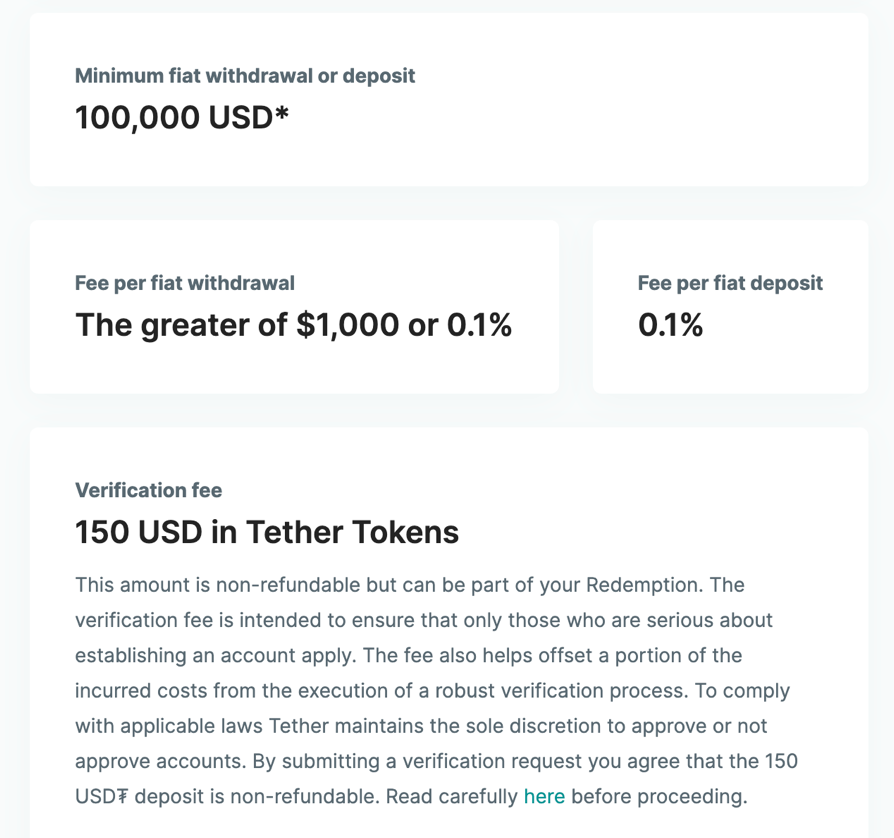 Minimum fiat withdrawal or deposit
100,000 USD*
Fee per fiat withdrawal
The greater of $1,000 or 0.1%
Fee per fiat deposit
0.1%
Verification fee
150 USD in Tether Tokens
This amount is non-refundable but can be part of your Redemption. The
verification fee is intended to ensure that only those who are serious about
establishing an account apply. The fee also helps offset a portion of the
incurred costs from the execution of a robust verification process. To comply
with applicable laws Tether maintains the sole discretion to approve or not
approve accounts. By submitting a verification request you agree that the 150
USD₮ deposit is non-refundable. Read carefully here before proceeding.